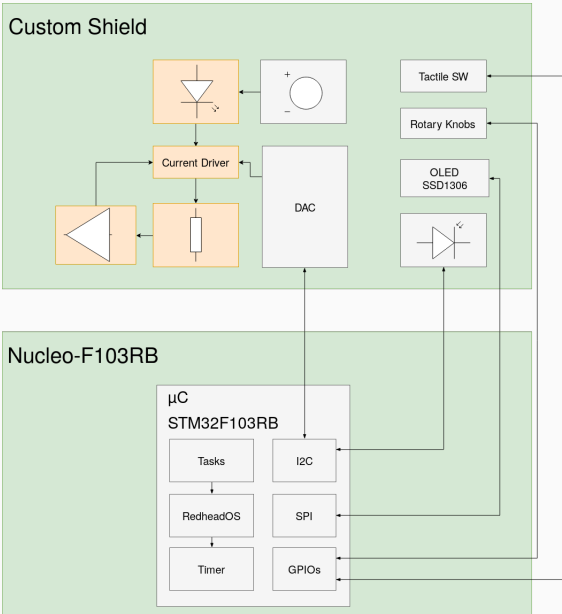 Custom Shield
+
−
Tactile SW
Rotary Knobs
Current Driver
OLED
SSD1306
DAC
Nucleo-F103RB
µC
STM32F103RB
Tasks
I2C
RedheadOS
SPI
Timer
GPIOs